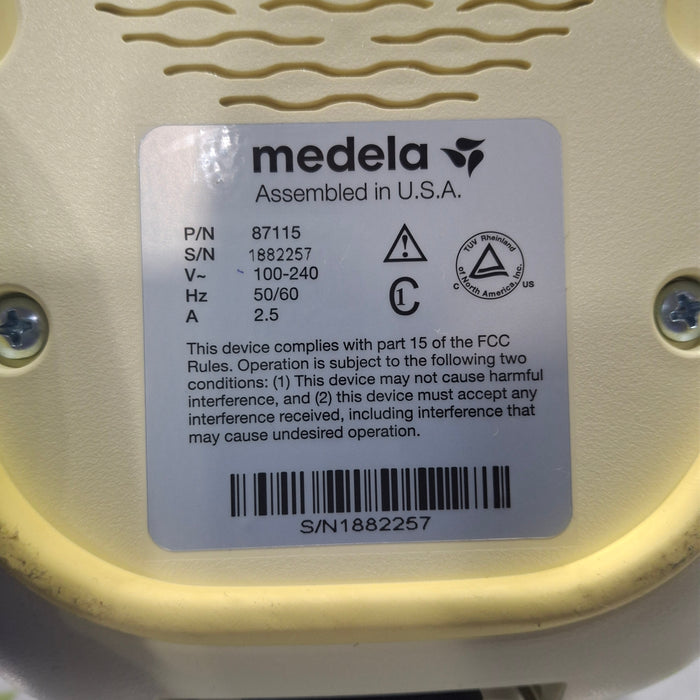 medela
Assembled in U.S.A.
P/N 87115
S/N 1882257
V~ 100-240
Hz 50/60
A 2.5
1
TUV Rheinland
of North America, Inc.
C US
This device complies with part 15 of the FCC
Rules. Operation is subject to the following two
conditions: (1) This device may not cause harmful
interference, and (2) this device must accept any
interference received, including interference that
may cause undesired operation.
S/N1882257